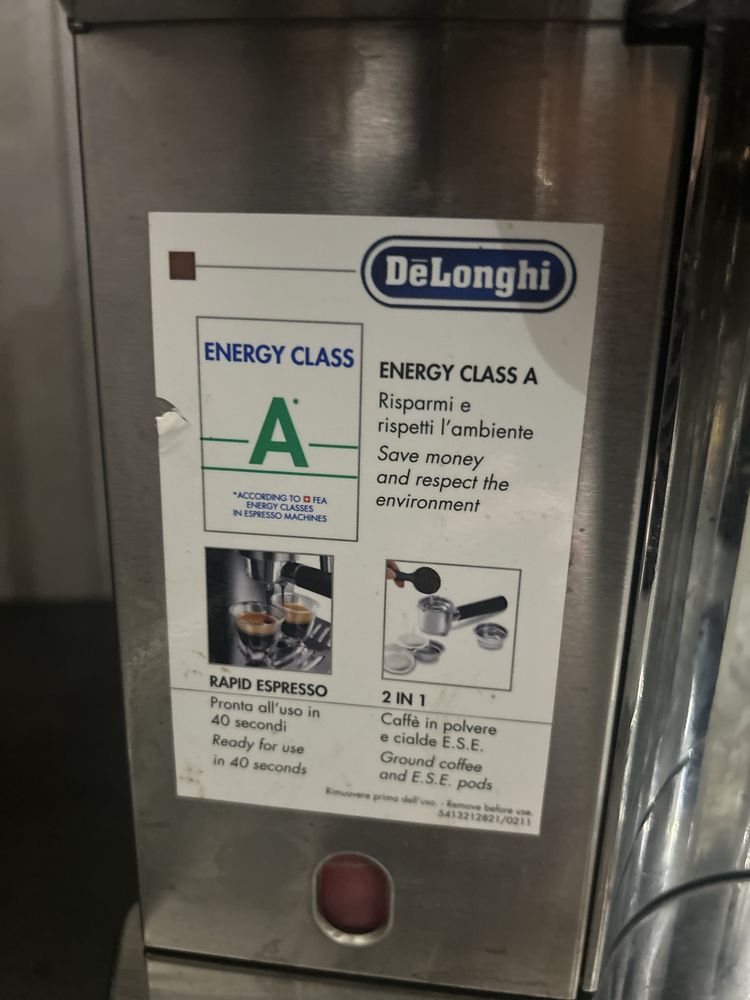 DeLonghi
ENERGY CLASS
A*
*ACCORDING TO FEA
ENERGY CLASSES
IN ESPRESSO MACHINES
ENERGY CLASS A
Risparmi e
rispetti l'ambiente
Save money
and respect the
environment
RAPID ESPRESSO
Pronta all'uso in
40 secondi
Ready for use
in 40 seconds
2 IN 1
Caffè in polvere
e cialde E.S.E.
Ground coffee
and E.S.E. pods
Rimuovere prima dell'uso. - Remove before use.
5413212821/0211